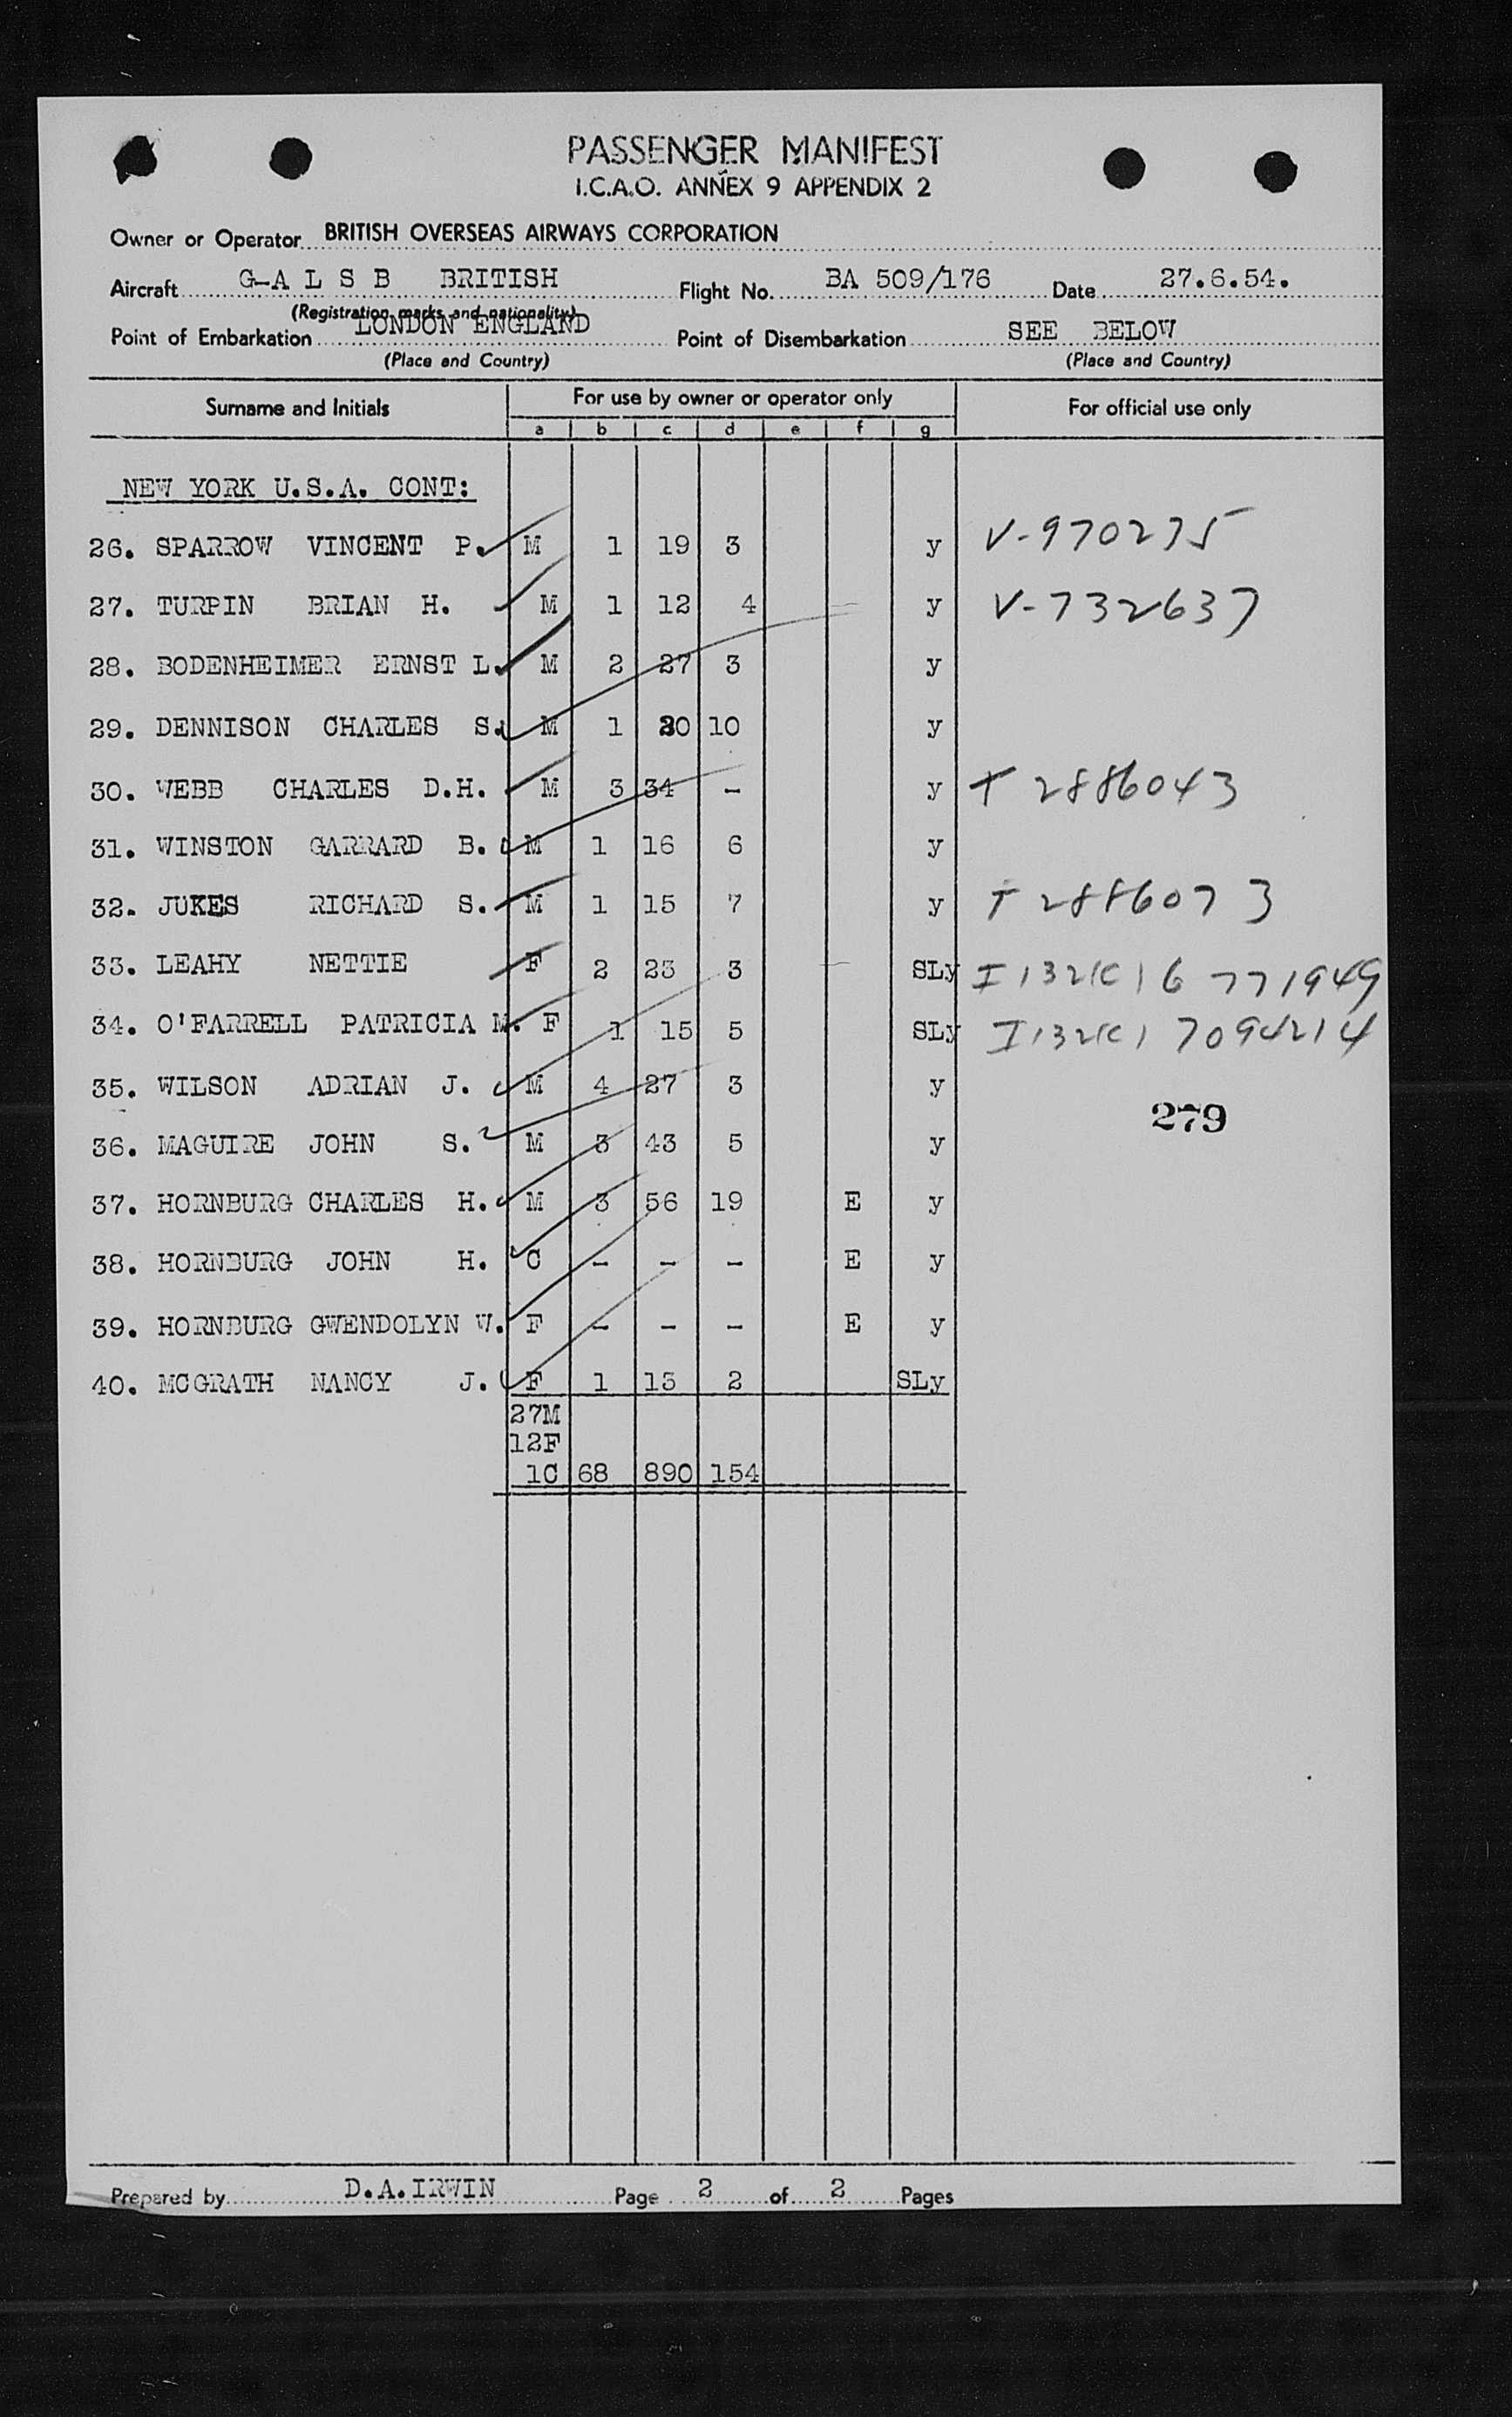 PASSENGER MANIFEST
I.C.A.O. ANNEX 9 APPENDIX 2
Owner or Operator BRITISH OVERSEAS AIRWAYS CORPORATION
Aircraft G-A L S B BRITISH Flight No. BA 509/176 Date 27.6.54.
(Registration marks and nationality)
Point of Embarkation LONDON ENGLAND Point of Disembarkation SEE BELOW
(Place and Country) (Place and Country)
Surname and Initials For use by owner or operator only For official use only
a b c d e f g
NEW YORK U.S.A. CONT:
26. SPARROW VINCENT P. M 1 19 3 y V-970275
27. TURPIN BRIAN H. M 1 12 4 y V-732637
28. BODENHEIMER ERNST L. M 2 27 3 y
29. DENNISON CHARLES S. M 1 30 10 y
30. WEBB CHARLES D.H. M 3 34 - y T 2886043
31. WINSTON GARRARD B. M 1 16 6 y
32. JUKES RICHARD S. M 1 15 7 y T 2886073
33. LEAHY NETTIE F 2 23 3 SLy I 132(c) 6 771949
34. O'FARRELL PATRICIA M. F 1 15 5 SLy I 132(c) 7094214
35. WILSON ADRIAN J. M 4 27 3 y
279
36. MAGUIRE JOHN S. M 3 43 5 y
37. HORNBURG CHARLES H. M 3 56 19 E y
38. HORNBURG JOHN H. C - - - E y
39. HORNBURG GWENDOLYN W. F - - - E y
40. MCGRATH NANCY J. F 1 13 2 SLy
27M
12F
1C 68 890 154
Prepared by D.A.IRWIN Page 2 of 2 Pages